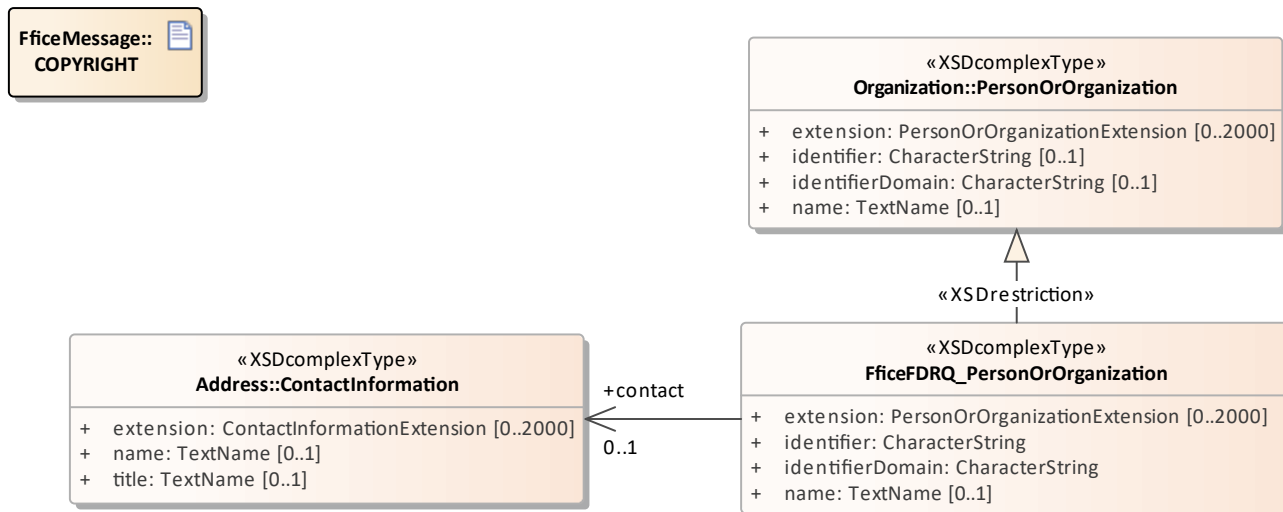 FficeMessage::
COPYRIGHT
«XSDcomplexType»
Organization::PersonOrOrganization
+ extension: PersonOrOrganizationExtension [0..2000]
+ identifier: CharacterString [0..1]
+ identifierDomain: CharacterString [0..1]
+ name: TextName [0..1]
«XSDrestriction»
«XSDcomplexType»
Address::ContactInformation
+ extension: ContactInformationExtension [0..2000]
+ name: TextName [0..1]
+ title: TextName [0..1]
+contact
0..1
«XSDcomplexType»
FficeFDRQ_PersonOrOrganization
+ extension: PersonOrOrganizationExtension [0..2000]
+ identifier: CharacterString
+ identifierDomain: CharacterString
+ name: TextName [0..1]